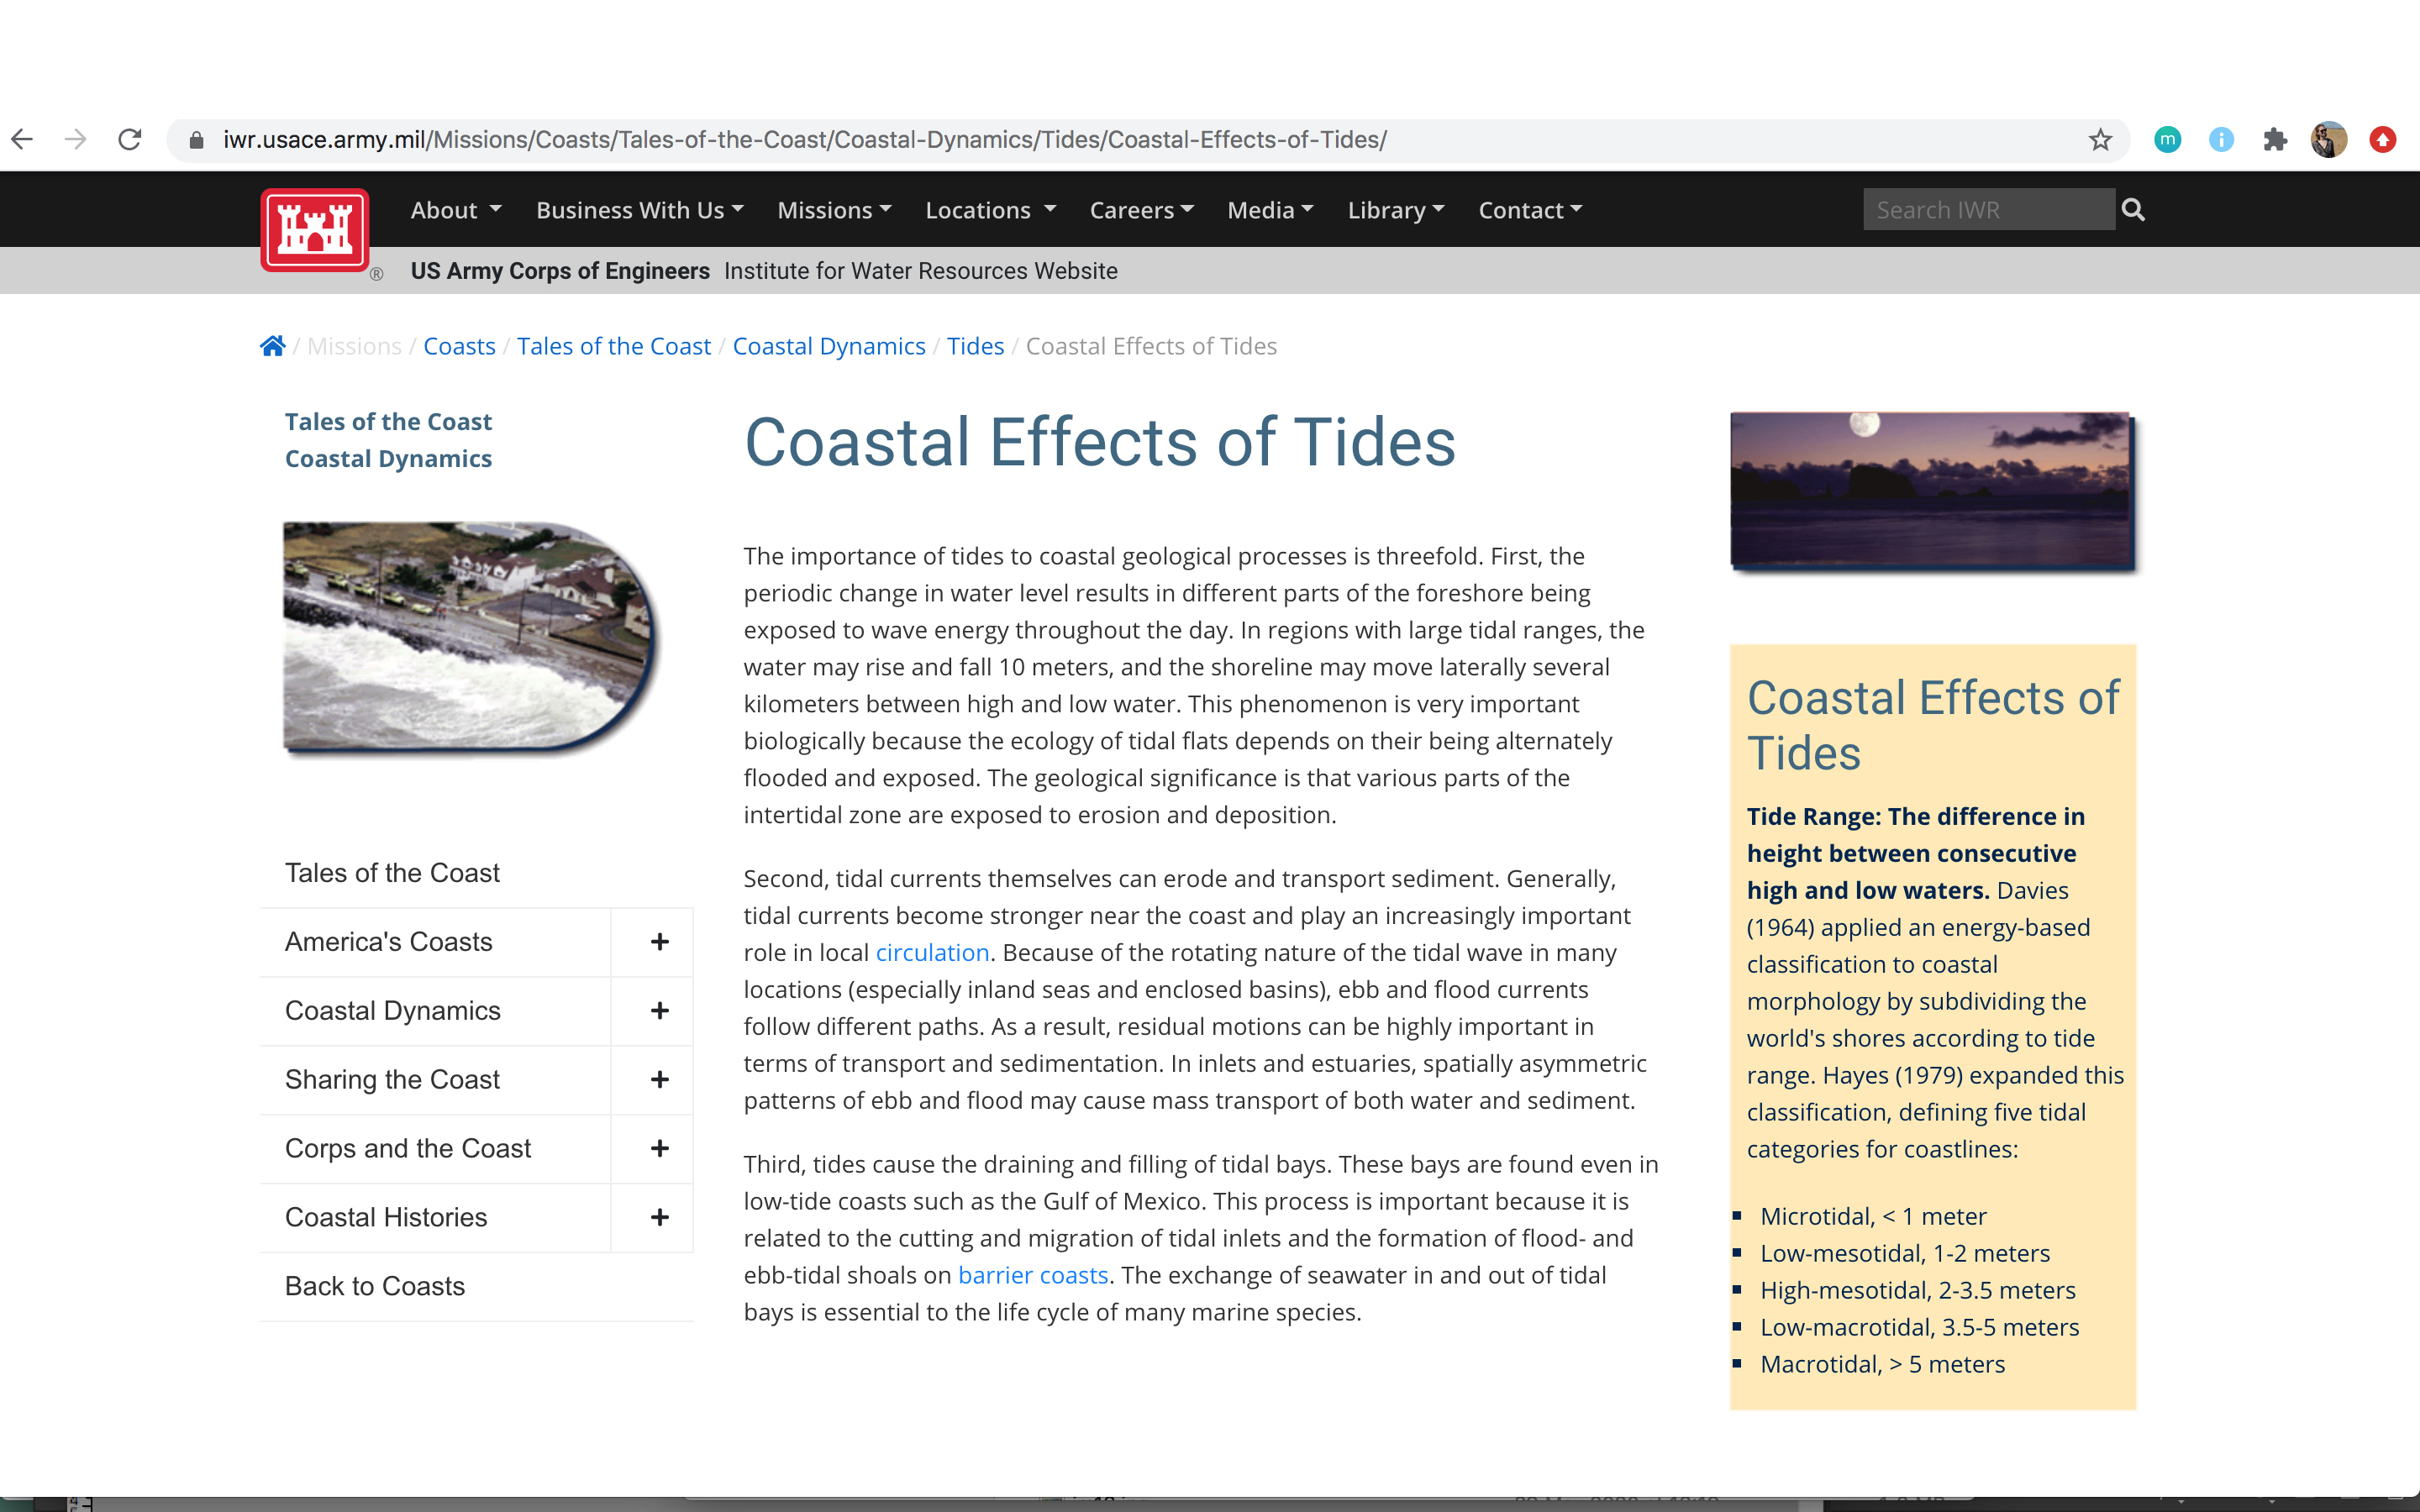 iwr.usace.army.mil/Missions/Coasts/Tales-of-the-Coast/Coastal-Dynamics/Tides/Coastal-Effects-of-Tides/
m
i
About
Business With Us
Missions
Locations
Careers
Media
Library
Contact
Search IWR
®
US Army Corps of Engineers Institute for Water Resources Website
/ Missions / Coasts / Tales of the Coast / Coastal Dynamics / Tides / Coastal Effects of Tides
Tales of the Coast
Coastal Dynamics
Tales of the Coast
America's Coasts +
Coastal Dynamics +
Sharing the Coast +
Corps and the Coast +
Coastal Histories +
Back to Coasts
Coastal Effects of Tides
The importance of tides to coastal geological processes is threefold. First, the
periodic change in water level results in different parts of the foreshore being
exposed to wave energy throughout the day. In regions with large tidal ranges, the
water may rise and fall 10 meters, and the shoreline may move laterally several
kilometers between high and low water. This phenomenon is very important
biologically because the ecology of tidal flats depends on their being alternately
flooded and exposed. The geological significance is that various parts of the
intertidal zone are exposed to erosion and deposition.
Second, tidal currents themselves can erode and transport sediment. Generally,
tidal currents become stronger near the coast and play an increasingly important
role in local circulation. Because of the rotating nature of the tidal wave in many
locations (especially inland seas and enclosed basins), ebb and flood currents
follow different paths. As a result, residual motions can be highly important in
terms of transport and sedimentation. In inlets and estuaries, spatially asymmetric
patterns of ebb and flood may cause mass transport of both water and sediment.
Third, tides cause the draining and filling of tidal bays. These bays are found even in
low-tide coasts such as the Gulf of Mexico. This process is important because it is
related to the cutting and migration of tidal inlets and the formation of flood- and
ebb-tidal shoals on barrier coasts. The exchange of seawater in and out of tidal
bays is essential to the life cycle of many marine species.
Coastal Effects of
Tides
Tide Range: The difference in
height between consecutive
high and low waters. Davies
(1964) applied an energy-based
classification to coastal
morphology by subdividing the
world's shores according to tide
range. Hayes (1979) expanded this
classification, defining five tidal
categories for coastlines:
▪ Microtidal, < 1 meter
▪ Low-mesotidal, 1-2 meters
▪ High-mesotidal, 2-3.5 meters
▪ Low-macrotidal, 3.5-5 meters
▪ Macrotidal, > 5 meters